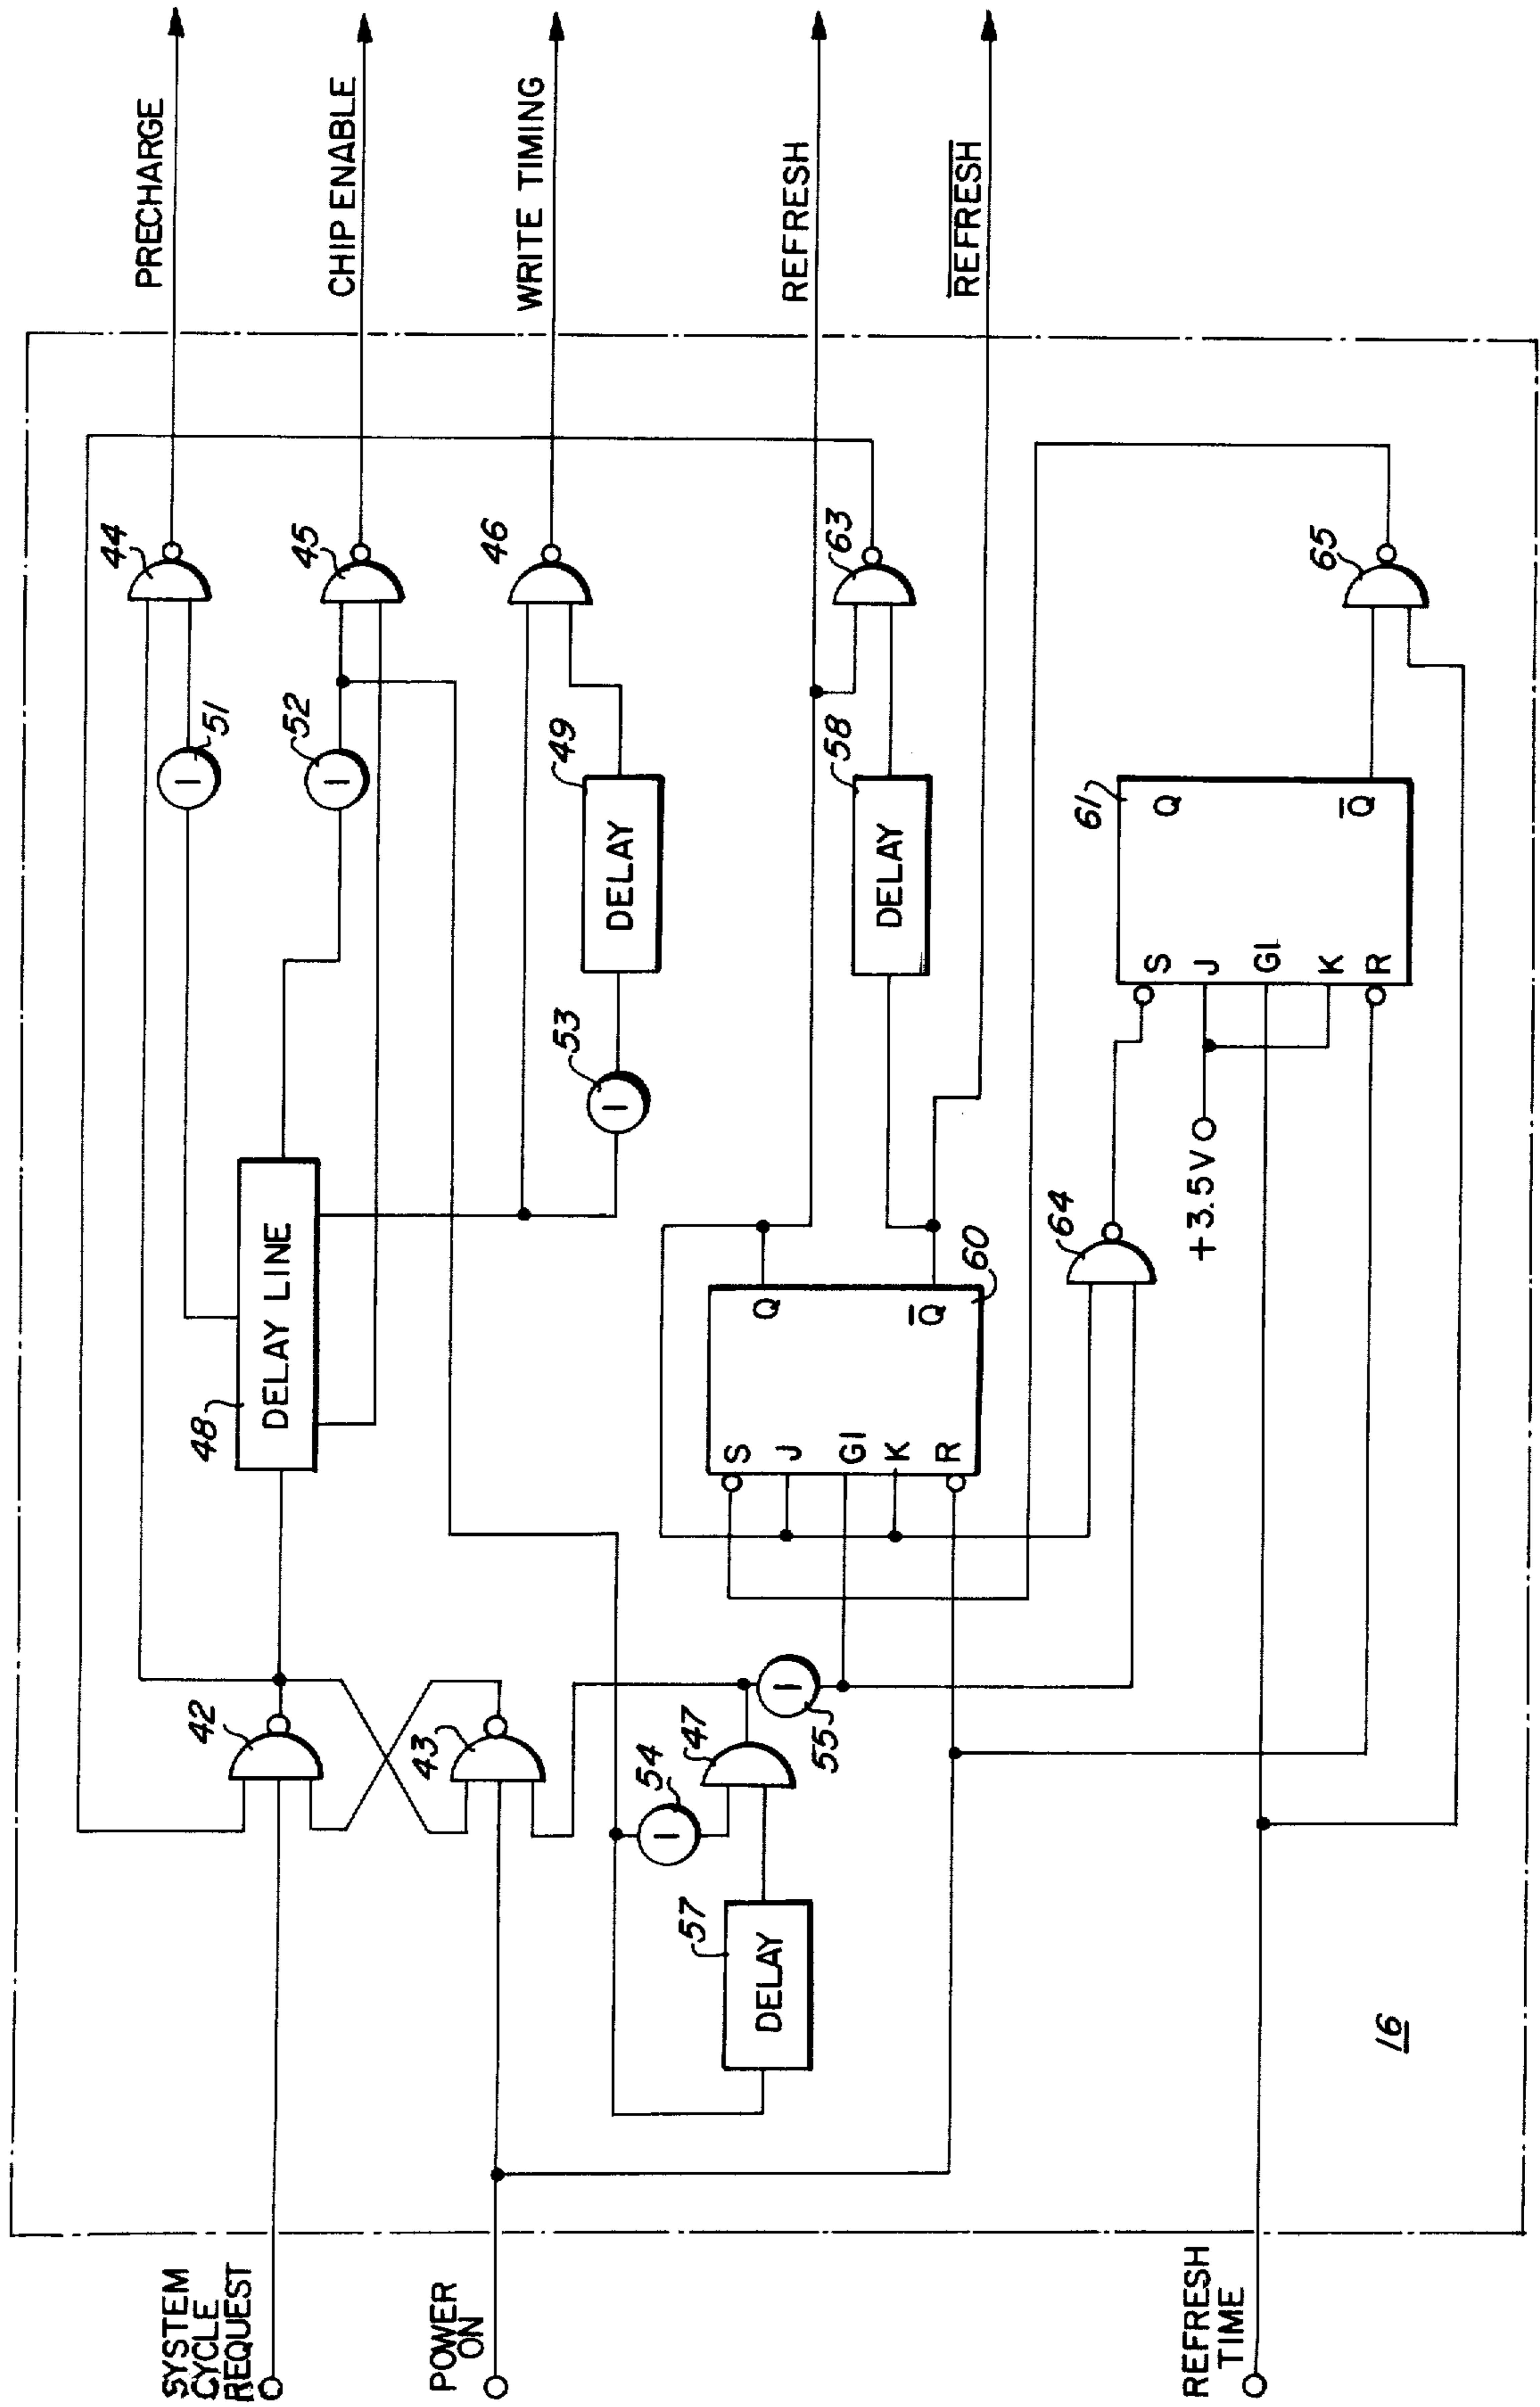 SYSTEM
CYCLE
REQUEST
POWER
ON
REFRESH
TIME
16
42
43
54
47
55
57
DELAY
48
DELAY LINE
51
52
53
49
DELAY
44
45
46
PRECHARGE
CHIP ENABLE
WRITE TIMING
REFRESH
REFRESH
S
J
G1
K
R
Q
Q̅
60
58
DELAY
63
64
+3.5V
61
S
J
G1
K
R
Q
Q̅
65